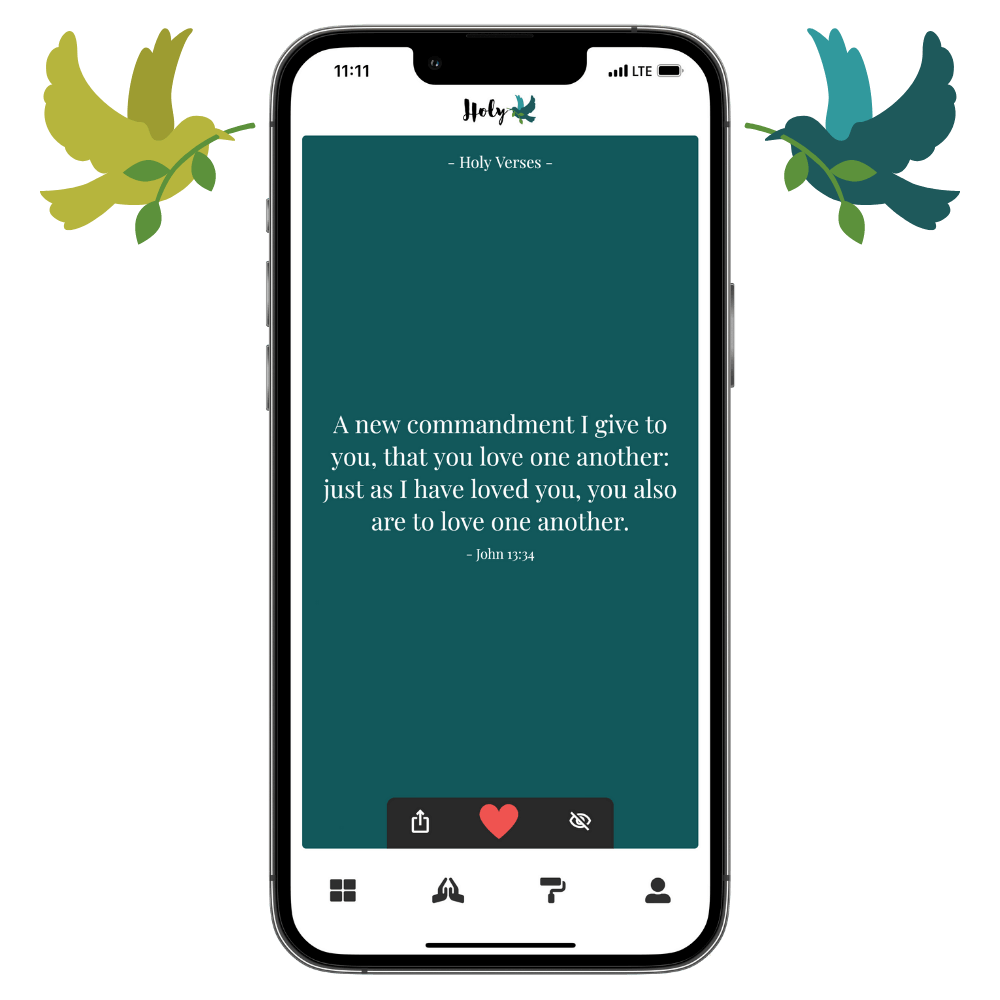 11:11
LTE
Holy
- Holy Verses -
A new commandment I give to
you, that you love one another:
just as I have loved you, you also
are to love one another.
- John 13:34